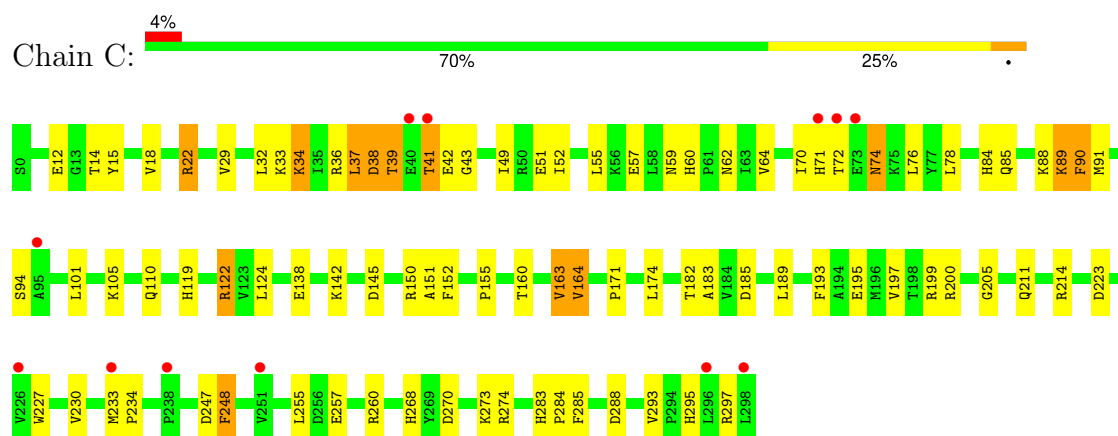 4%
Chain C:
70% 25% •
S0 E12 G13 T14 Y15 V18 R22 V29 L32 K33 K34 I35 R36 L37 D38 T39 E40 T41 E42 G43 I49 R50 E51 I52 L55 K56 E57 L58 N59 H60 P61 N62 I63 V64 I70 H71 T72 E73 N74 K75 L76 Y77 L78 H84 Q85 K88 K89 F90 M91
S94 A95 L101 K105 Q110 H119 R122 V123 L124 E138 K142 D145 R150 A151 F152 P155 T160 V163 V164 P171 L174 T182 A183 V184 D185 L189 F193 A194 E195 M196 V197 T198 R199 R200 G205 Q211 R214 D223
V226 W227 V230 M233 P234 P238 D247 F248 V251 L255 D256 E257 R260 H268 Y269 D270 K273 R274 H283 P284 F285 D288 V293 P294 H295 L296 R297 L298